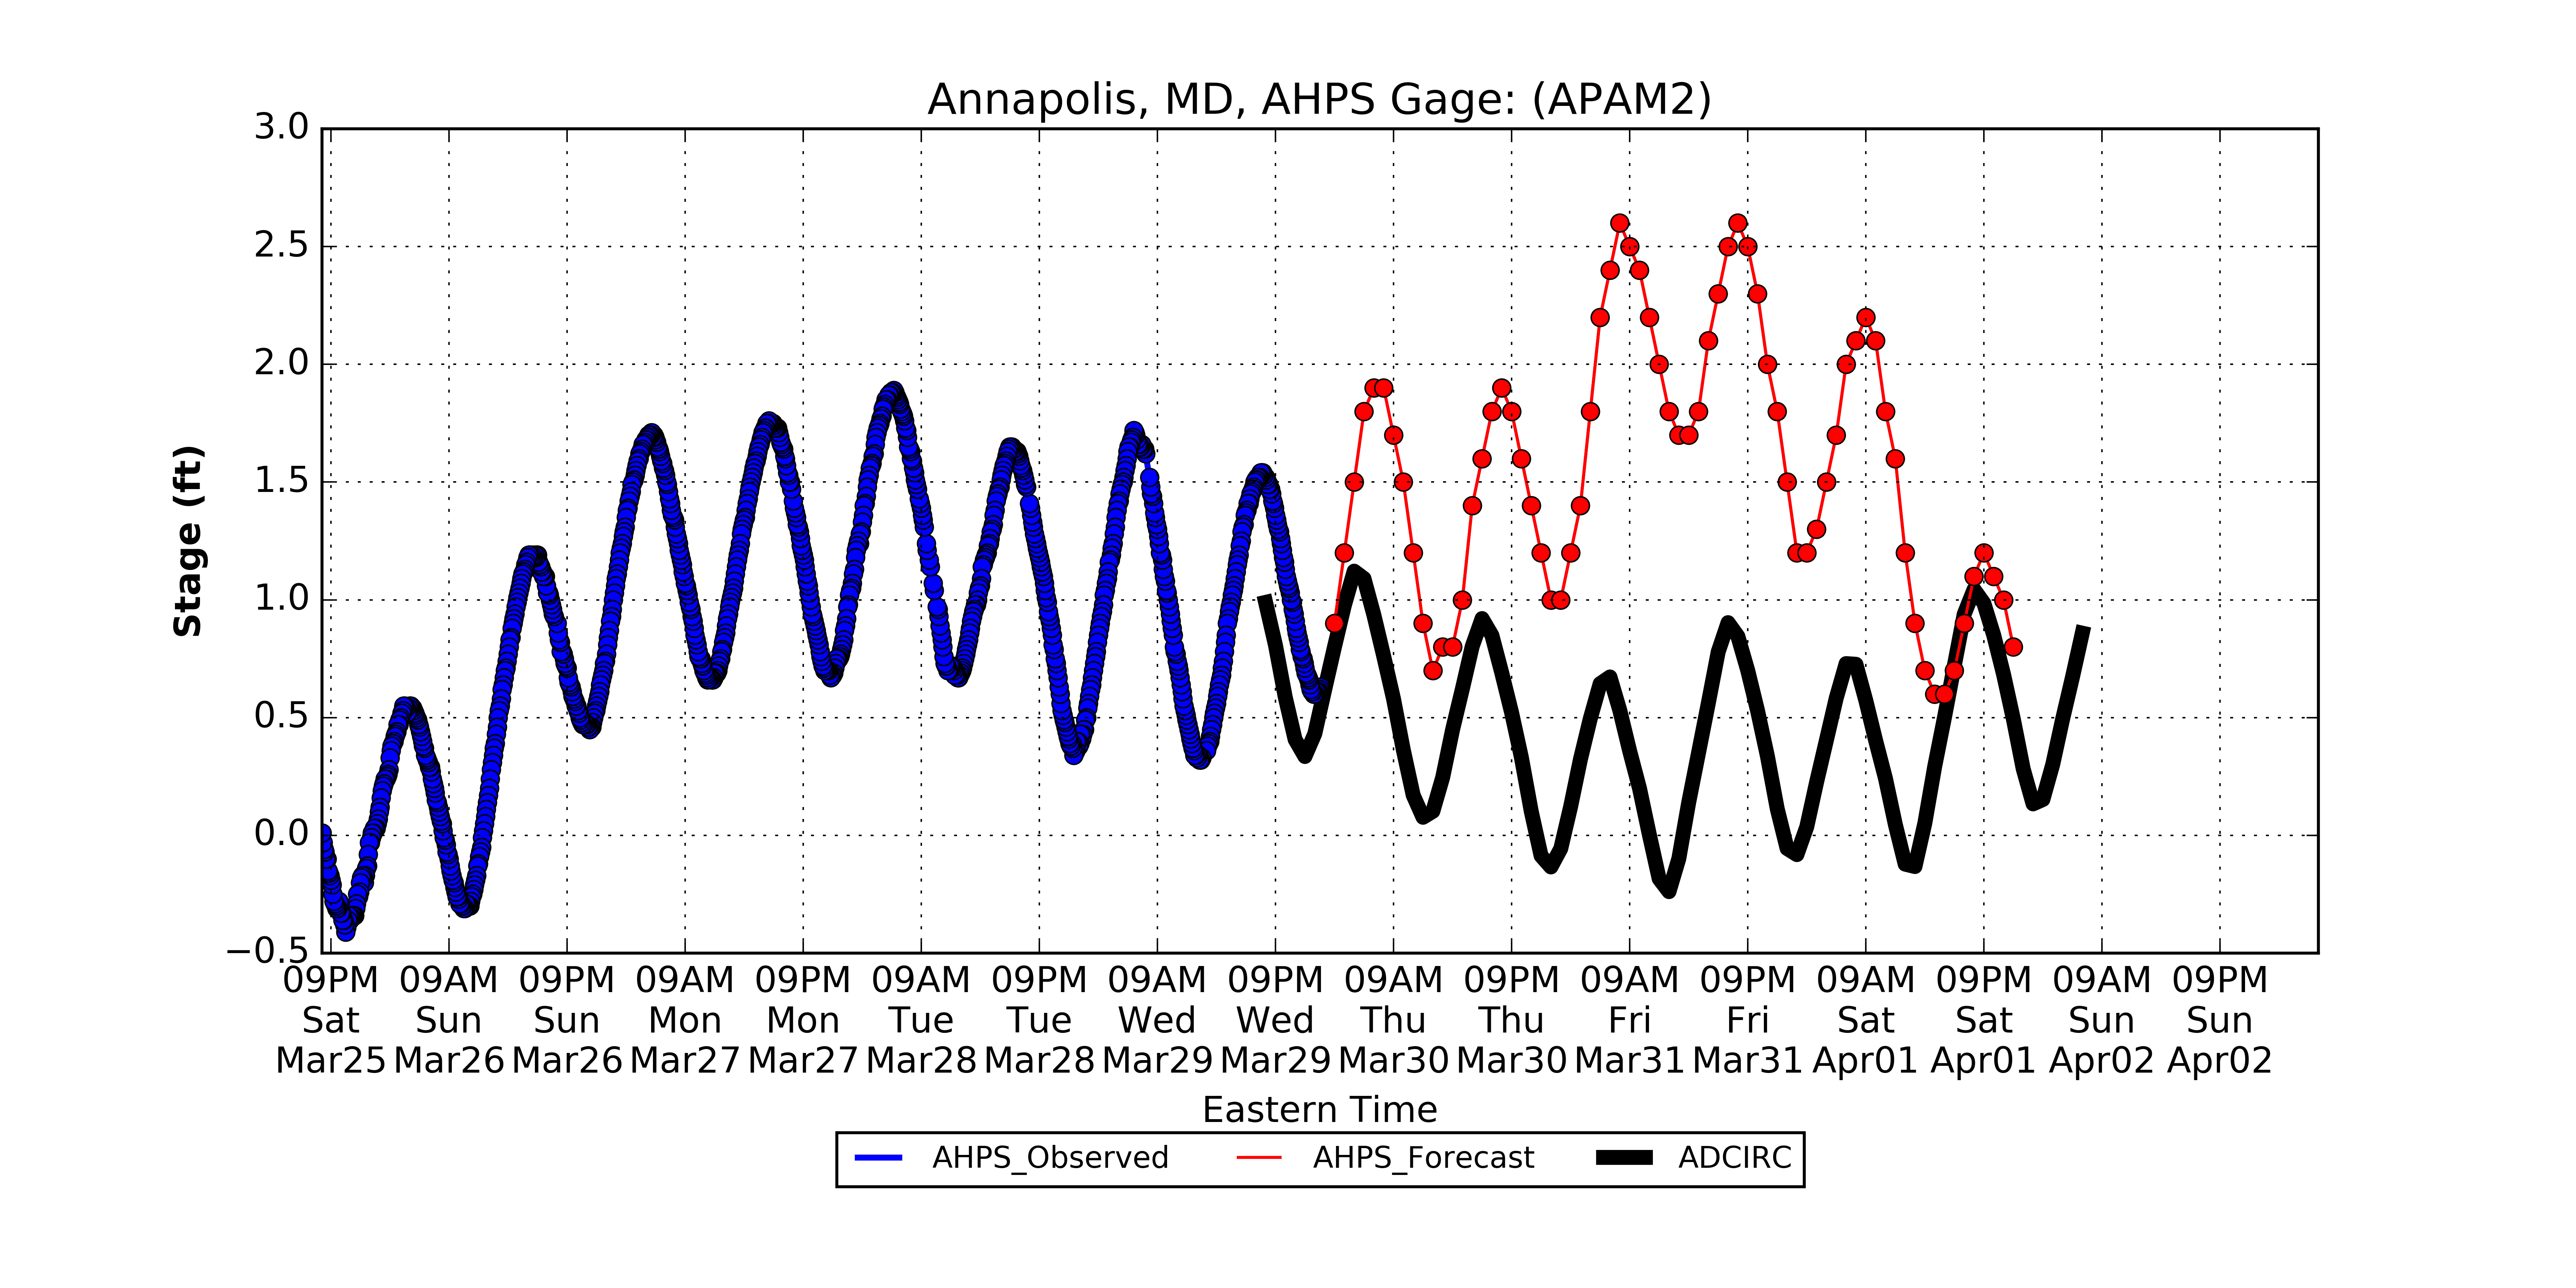 Annapolis, MD, AHPS Gage: (APAM2)
Stage (ft)
3.0
2.5
2.0
1.5
1.0
0.5
0.0
−0.5
09PM 09AM 09PM 09AM 09PM 09AM 09PM 09AM 09PM 09AM 09PM 09AM 09PM 09AM 09PM 09AM 09PM
Sat Sun Sun Mon Mon Tue Tue Wed Wed Thu Thu Fri Fri Sat Sat Sun Sun
Mar25 Mar26 Mar26 Mar27 Mar27 Mar28 Mar28 Mar29 Mar29 Mar30 Mar30 Mar31 Mar31 Apr01 Apr01 Apr02 Apr02
Eastern Time
AHPS_Observed AHPS_Forecast ADCIRC